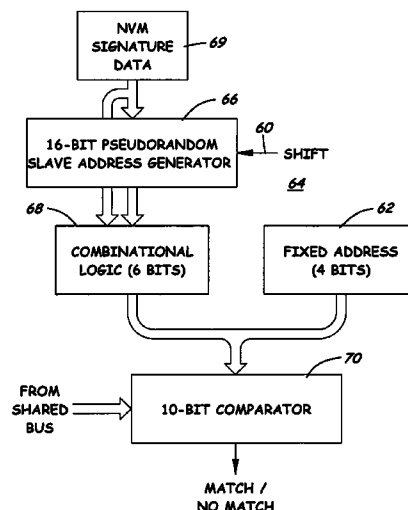 NVM
SIGNATURE
DATA
69
66
16-BIT PSEUDORANDOM
SLAVE ADDRESS GENERATOR
60
SHIFT
64
68
62
COMBINATIONAL
LOGIC (6 BITS)
FIXED ADDRESS
(4 BITS)
70
FROM
SHARED
BUS
10-BIT COMPARATOR
MATCH /
NO MATCH